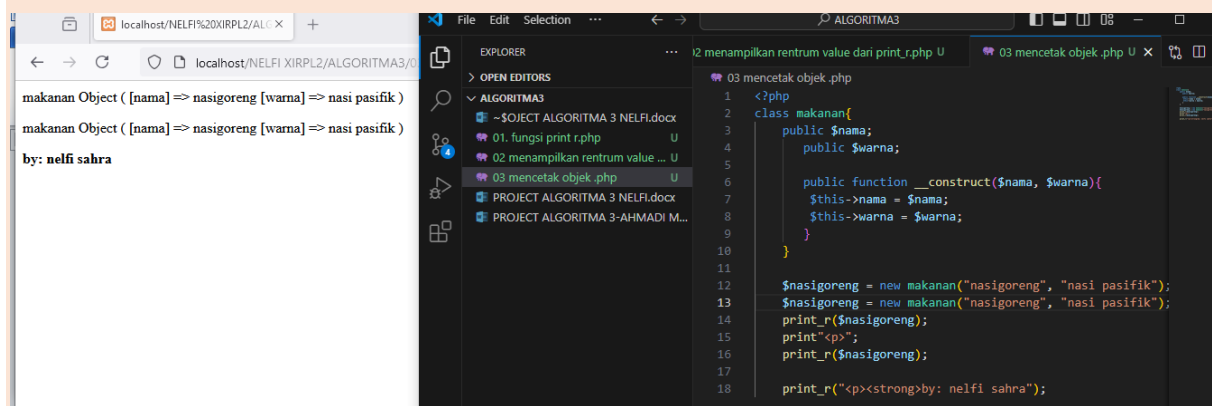 localhost/NELFI%20XIRPL2/ALG
localhost/NELFI XIRPL2/ALGORITMA3/0
makanan Object ( [nama] => nasigoreng [warna] => nasi pasifik )
makanan Object ( [nama] => nasigoreng [warna] => nasi pasifik )
by: nelfi sahra
File Edit Selection ...
ALGORITMA3
EXPLORER
OPEN EDITORS
ALGORITMA3
~$OJECT ALGORITMA 3 NELFI.docx
01. fungsi print r.php U
02 menampilkan rentrum value ... U
03 mencetak objek .php U
PROJECT ALGORITMA 3 NELFI.docx
PROJECT ALGORITMA 3-AHMADI M...
4
02 menampilkan rentrum value dari print_r.php U
03 mencetak objek .php U
03 mencetak objek .php
1 <?php
2 class makanan{
3 public $nama;
4 public $warna;
5
6 public function __construct($nama, $warna){
7 $this->nama = $nama;
8 $this->warna = $warna;
9 }
10 }
11
12 $nasigoreng = new makanan("nasigoreng", "nasi pasifik");
13 $nasigoreng = new makanan("nasigoreng", "nasi pasifik");
14 print_r($nasigoreng);
15 print"<p>";
16 print_r($nasigoreng);
17
18 print_r("<p><strong>by: nelfi sahra");